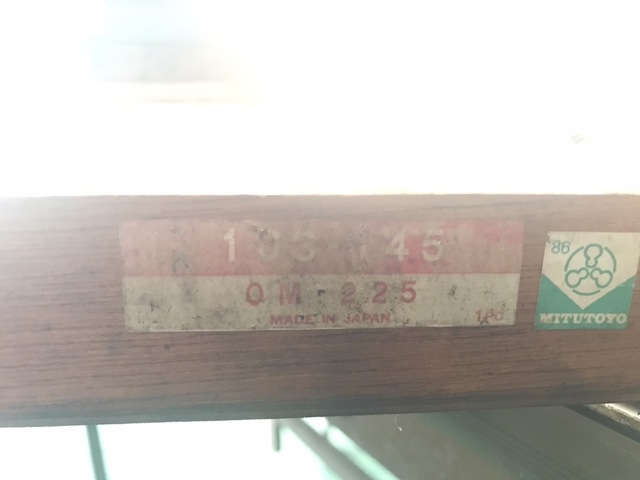 103-145
OM-225
MADE IN JAPAN
86
MITUTOYO